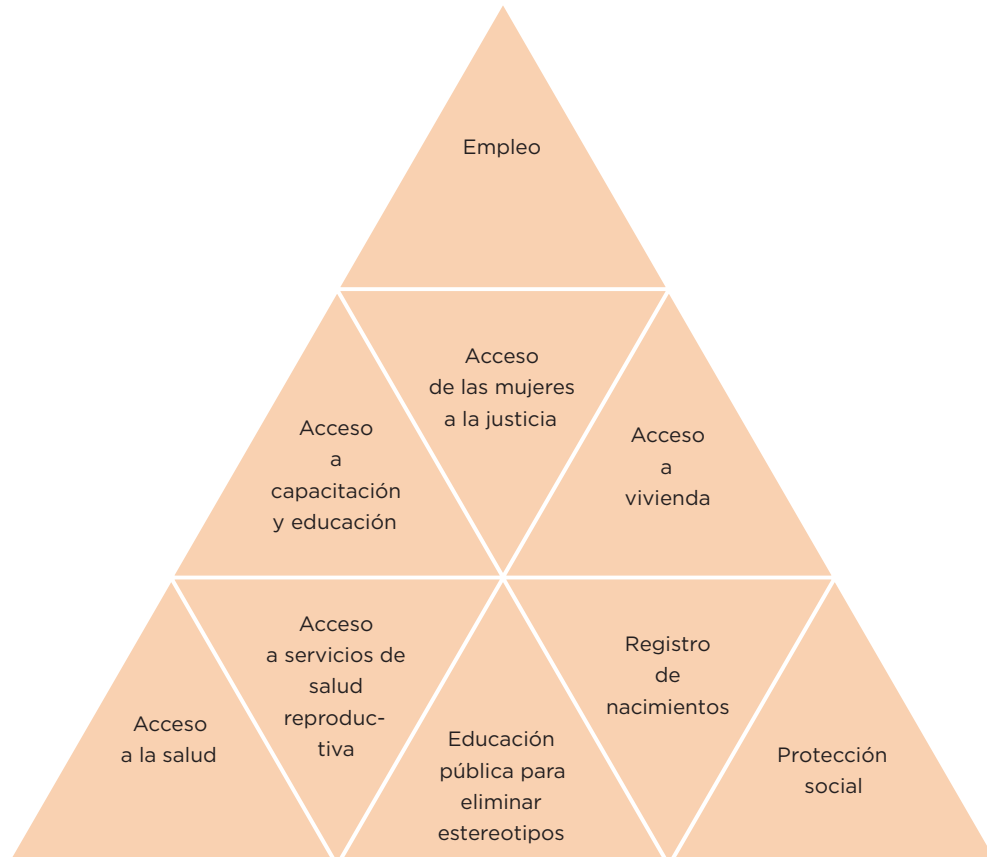 Empleo
Acceso
de las mujeres
a la justicia
Acceso
a
capacitación
y educación
Acceso
a
vivienda
Acceso
a servicios de
salud
reproduc-
tiva
Registro
de
nacimientos
Acceso
a la salud
Educación
pública para
eliminar
estereotipos
Protección
social